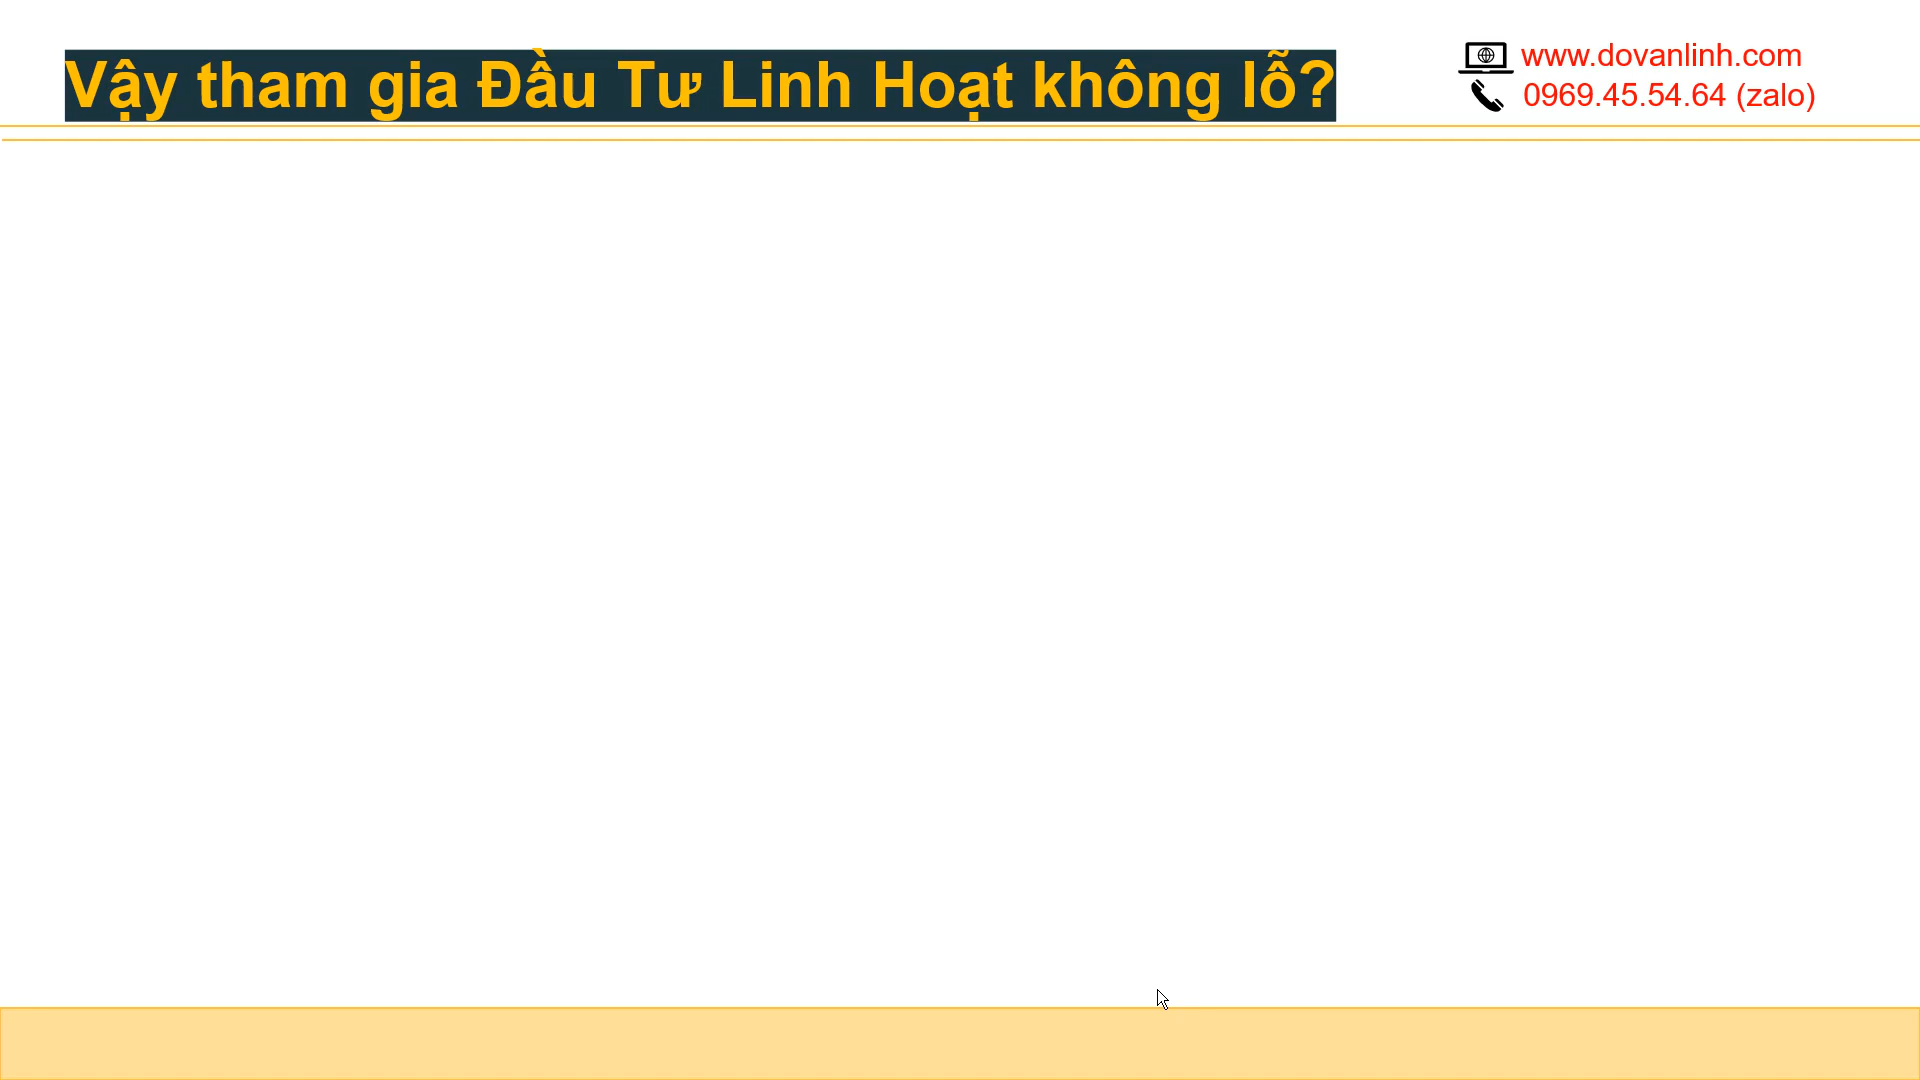 Vậy tham gia Đầu Tư Linh Hoạt không lỗ?
www.dovanlinh.com
0969.45.54.64 (zalo)